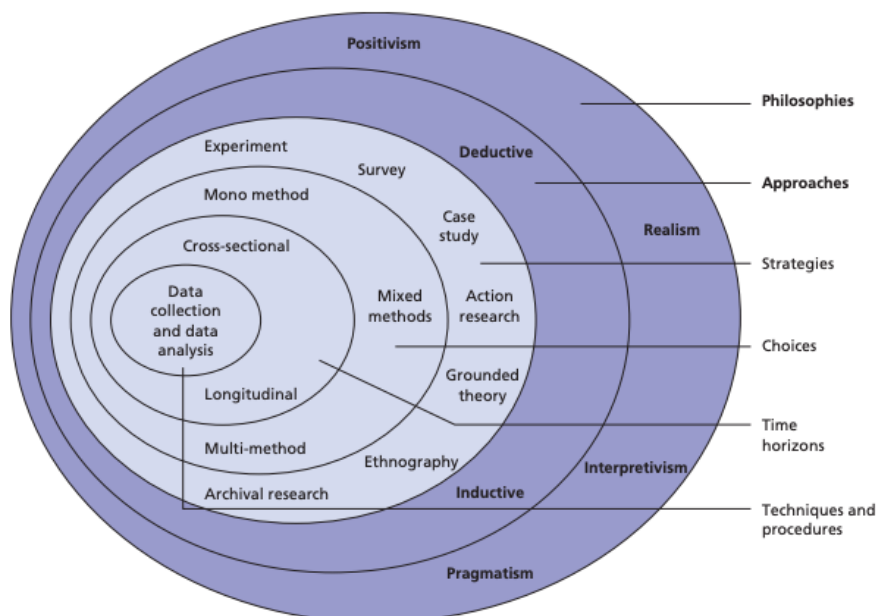 Positivism
Philosophies
Experiment
Deductive
Survey
Approaches
Mono method
Case
study
Realism
Cross-sectional
Strategies
Data
collection
and data
analysis
Mixed
methods
Action
research
Choices
Grounded
theory
Longitudinal
Time
horizons
Multi-method
Ethnography
Interpretivism
Archival research
Inductive
Techniques and
procedures
Pragmatism